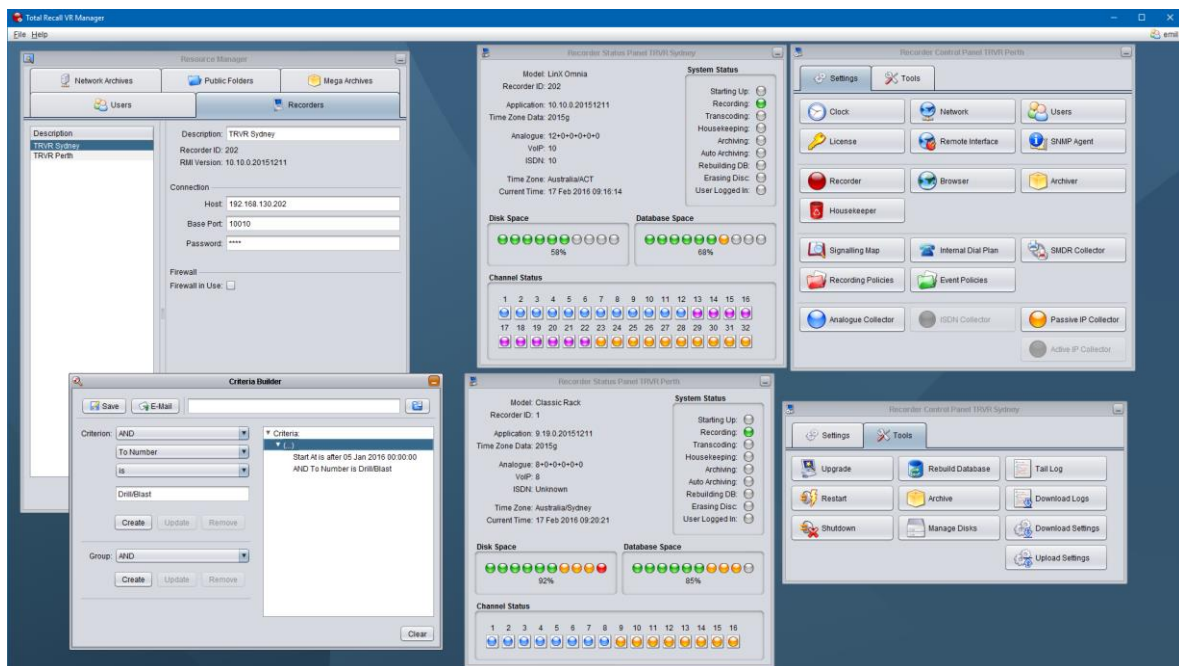 Total Recall VR Manager
File Help
emil
Resource Manager
Network Archives Public Folders Mega Archives
Users Recorders
Description
TRVR Sydney
TRVR Perth
Description: TRVR Sydney
Recorder ID: 202
RMI Version: 10.10.0.20151211
Connection
Host: 192.168.130.202
Base Port: 10010
Password: ****
Firewall
Firewall in Use:
Criteria Builder
Save E-Mail
Criterion: AND
To Number
is
Drill/Blast
Create Update Remove
Group: AND
Create Update Remove
Criteria:
(...)
Start At is after 05 Jan 2016 00:00:00
AND To Number is Drill/Blast
Clear
Recorder Status Panel TRVR Sydney
Model: LinX Omnia
Recorder ID: 202
Application: 10.10.0.20151211
Time Zone Data: 2015g
Analogue: 12+0+0+0+0+0
VoIP: 10
ISDN: 10
Time Zone: Australia/ACT
Current Time: 17 Feb 2016 09:16:14
System Status
Starting Up:
Recording:
Transcoding:
Housekeeping:
Archiving:
Auto Archiving:
Rebuilding DB:
Erasing Disc:
User Logged In:
Disk Space
58%
Database Space
68%
Channel Status
1 2 3 4 5 6 7 8 9 10 11 12 13 14 15 16
17 18 19 20 21 22 23 24 25 26 27 28 29 30 31 32
Recorder Status Panel TRVR Perth
Model: Classic Rack
Recorder ID: 1
Application: 9.19.0.20151211
Time Zone Data: 2015g
Analogue: 8+0+0+0+0+0
VoIP: 8
ISDN: Unknown
Time Zone: Australia/Sydney
Current Time: 17 Feb 2016 09:20:21
System Status
Starting Up:
Recording:
Transcoding:
Housekeeping:
Archiving:
Auto Archiving:
Rebuilding DB:
Erasing Disc:
User Logged In:
Disk Space
92%
Database Space
85%
Channel Status
1 2 3 4 5 6 7 8 9 10 11 12 13 14 15 16
Recorder Control Panel TRVR Perth
Settings Tools
Clock Network Users
License Remote Interface SNMP Agent
Recorder Browser Archiver
Housekeeper
Signalling Map Internal Dial Plan SMDR Collector
Recording Policies Event Policies
Analogue Collector ISDN Collector Passive IP Collector
Active IP Collector
Recorder Control Panel TRVR Sydney
Settings Tools
Upgrade Rebuild Database Tail Log
Restart Archive Download Logs
Shutdown Manage Disks Download Settings
Upload Settings